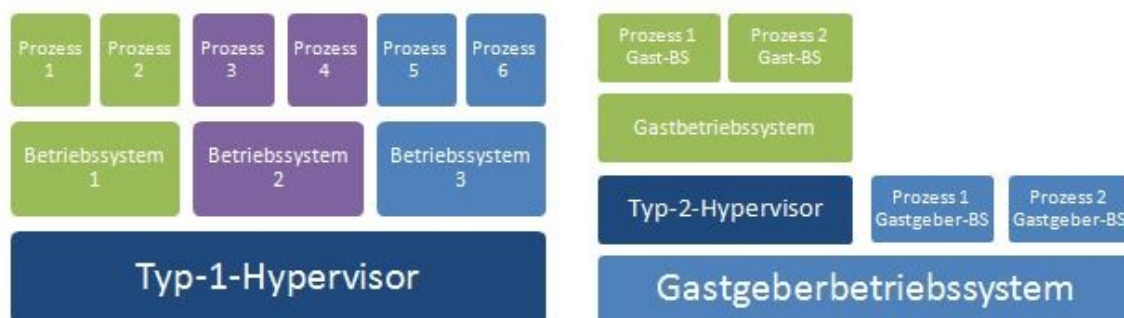 Prozess
1
Prozess
2
Prozess
3
Prozess
4
Prozess
5
Prozess
6
Betriebssystem
1
Betriebssystem
2
Betriebssystem
3
Typ-1-Hypervisor
Prozess 1
Gast-BS
Prozess 2
Gast-BS
Gastbetriebssystem
Typ-2-Hypervisor
Prozess 1
Gastgeber-BS
Prozess 2
Gastgeber-BS
Gastgeberbetriebssystem